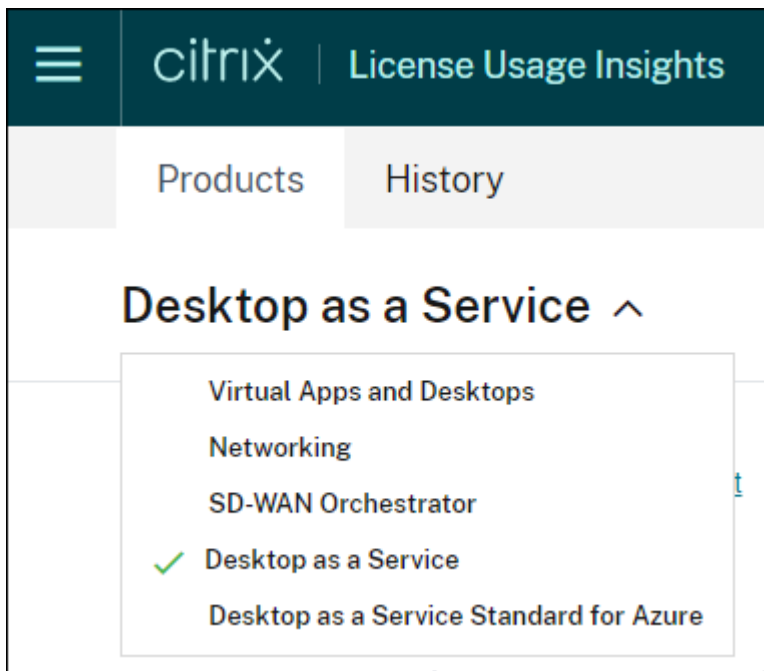 citrix License Usage Insights
Products History
Desktop as a Service
Virtual Apps and Desktops
Networking
SD-WAN Orchestrator
t
Desktop as a Service
Desktop as a Service Standard for Azure